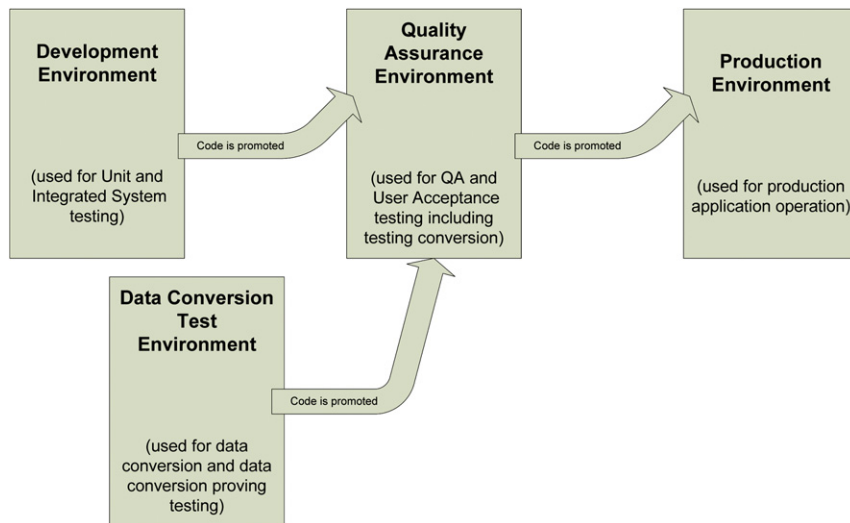 Development
Environment
(used for Unit and
Integrated System
testing)
Code is promoted
Quality
Assurance
Environment
(used for QA and
User Acceptance
testing including
testing conversion)
Code is promoted
Production
Environment
(used for production
application operation)
Data Conversion
Test
Environment
(used for data
conversion and data
conversion proving
testing)
Code is promoted